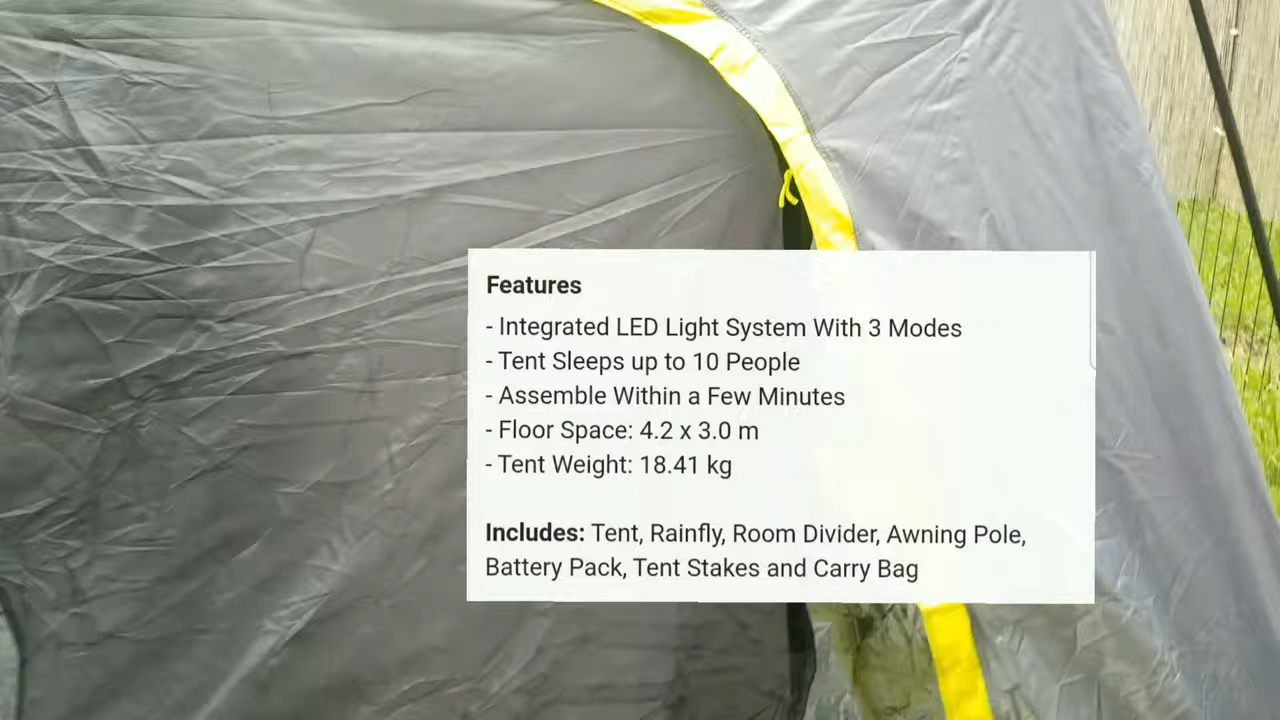 Features
- Integrated LED Light System With 3 Modes
- Tent Sleeps up to 10 People
- Assemble Within a Few Minutes
- Floor Space: 4.2 x 3.0 m
- Tent Weight: 18.41 kg
Includes: Tent, Rainfly, Room Divider, Awning Pole,
Battery Pack, Tent Stakes and Carry Bag